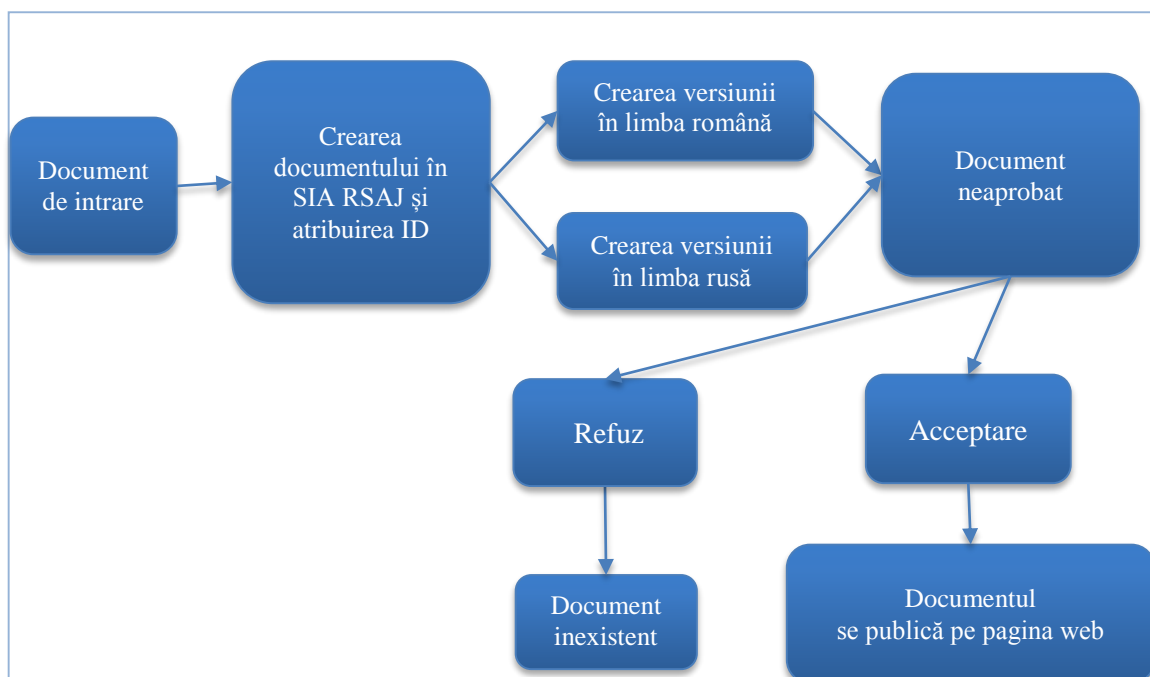 Document
de intrare
Crearea
documentului în
SIA RSAJ și
atribuirea ID
Crearea versiunii
în limba română
Crearea versiunii
în limba rusă
Document
neaprobat
Refuz
Acceptare
Document
inexistent
Documentul
se publică pe pagina web